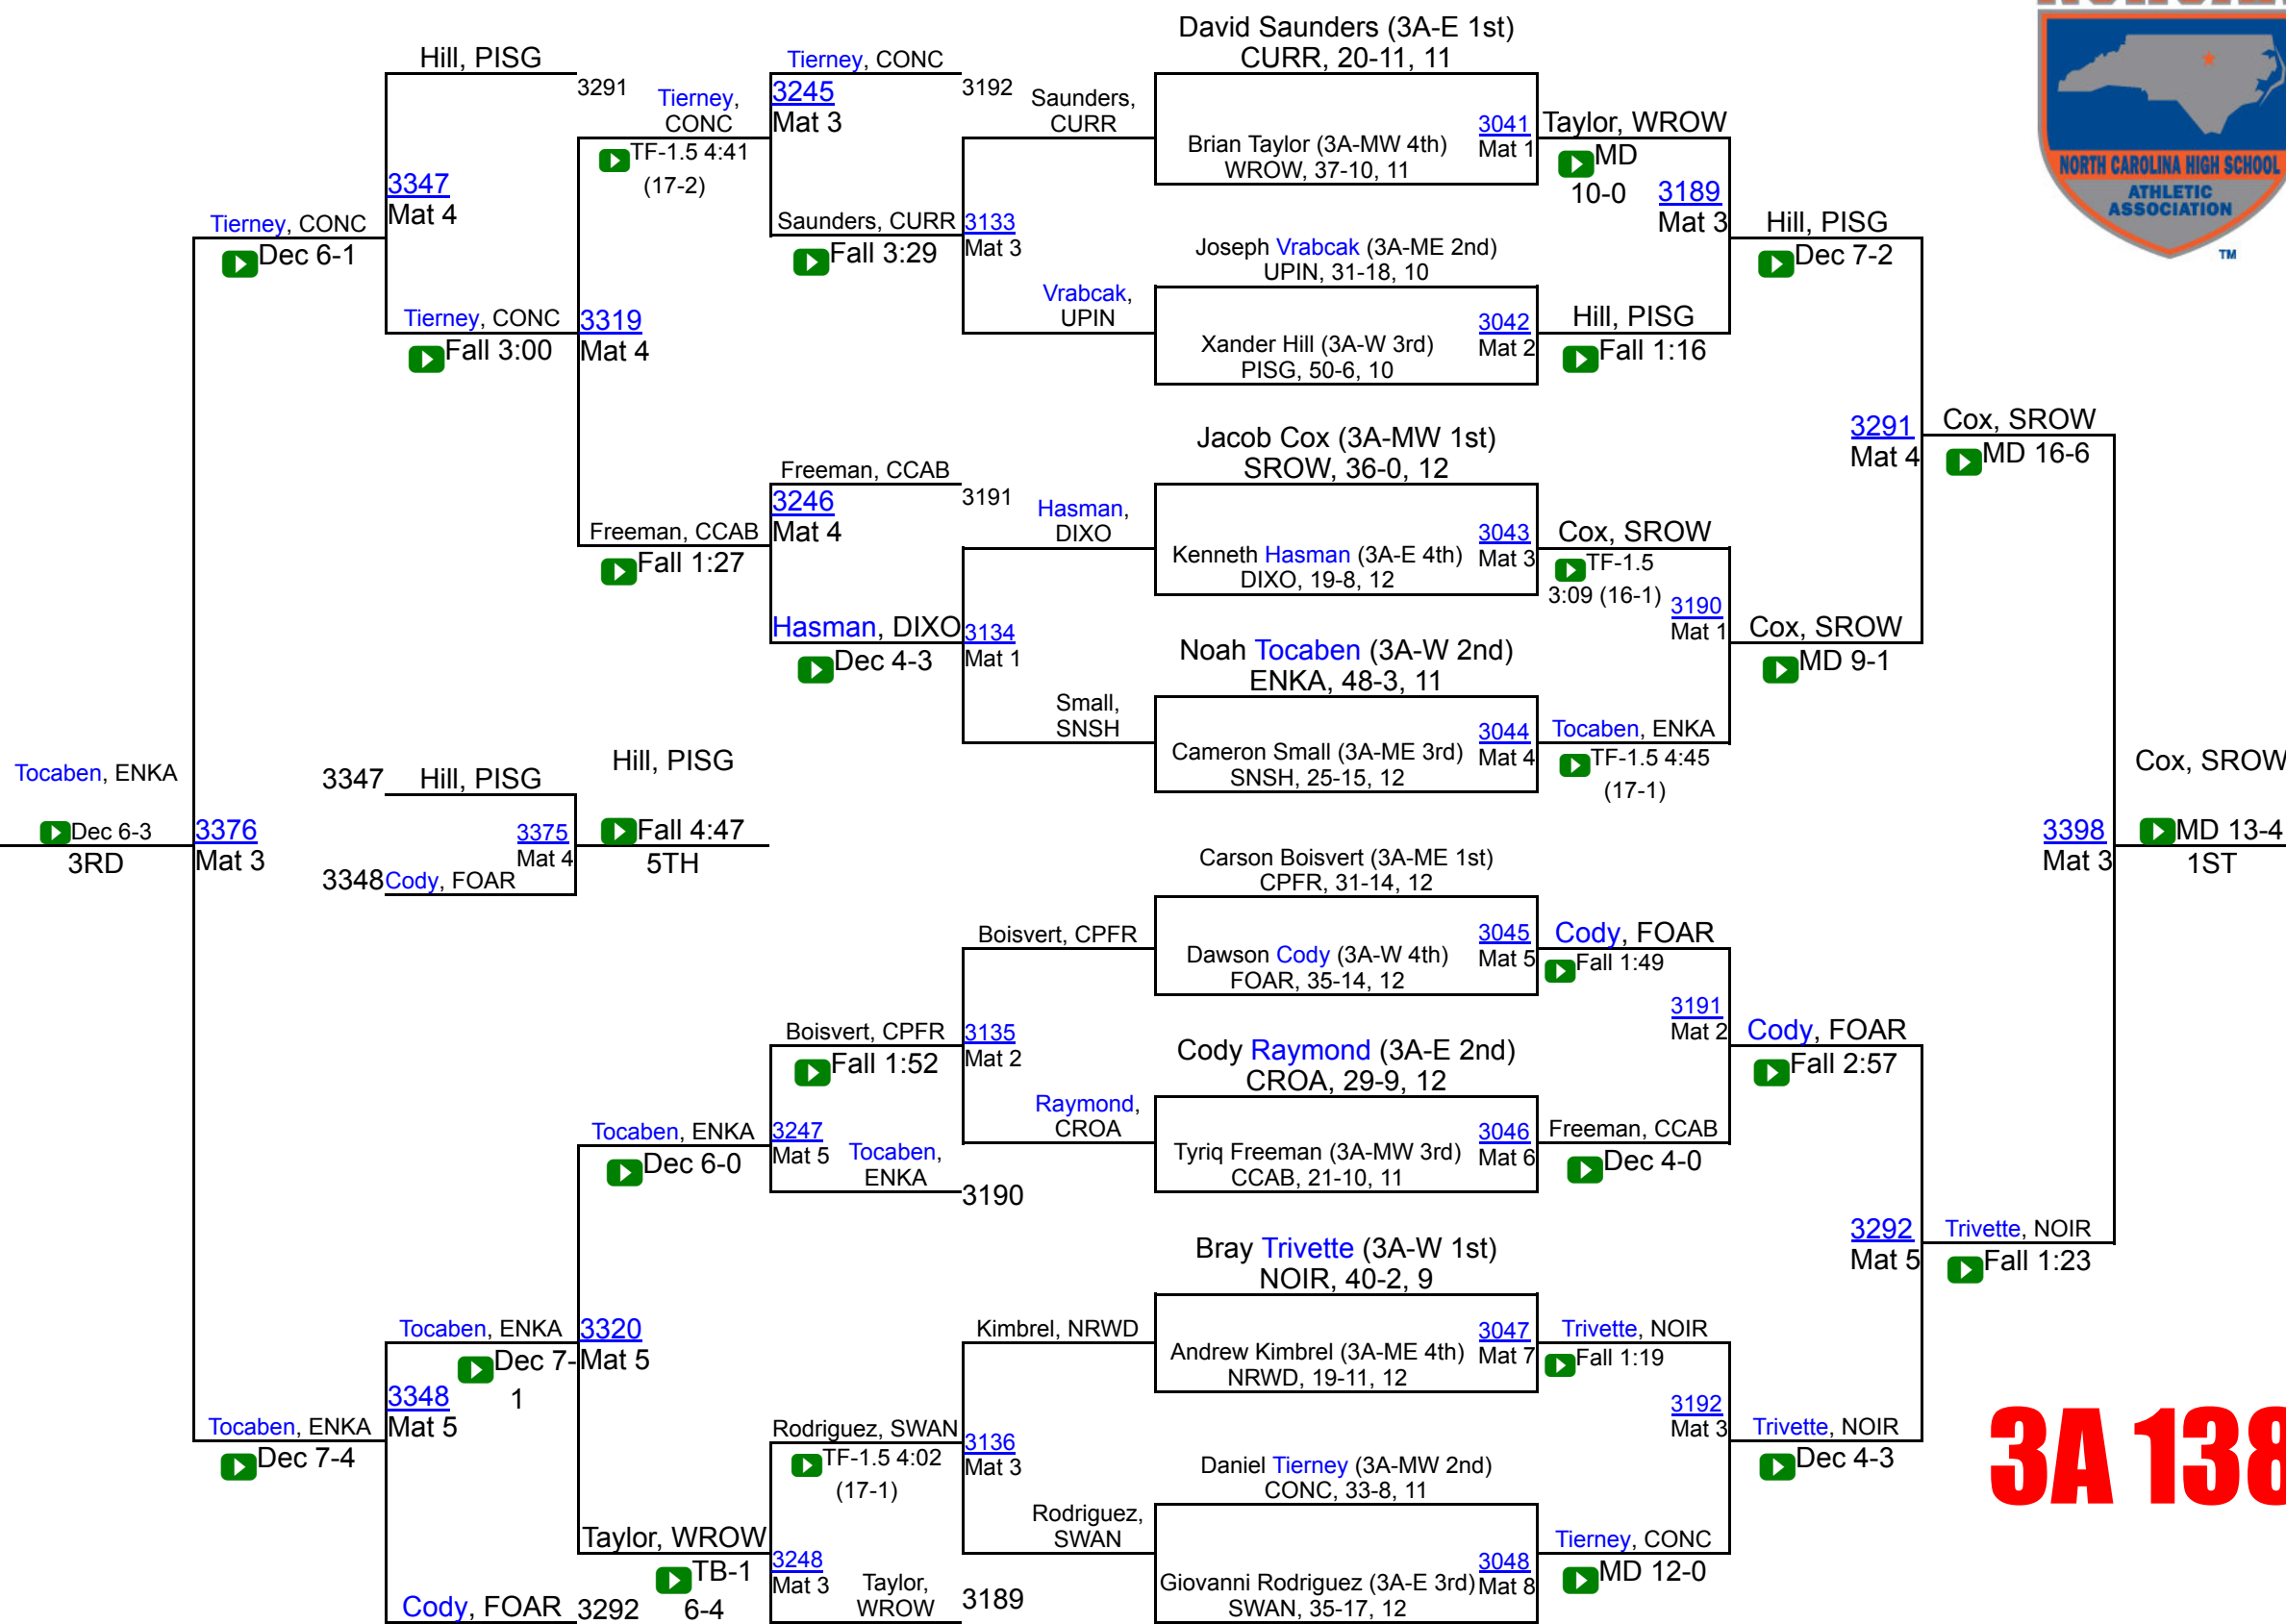 David Saunders (3A-E 1st)
CURR, 20-11, 11
Hill, PISG
3291
Tierney, CONC
3192
3245
Mat 3
Tierney,
CONC
TF-1.5 4:41
(17-2)
Saunders,
CURR
Brian Taylor (3A-MW 4th)
WROW, 37-10, 11
3041
Mat 1
Taylor, WROW
MD
10-0
3189
Mat 3
NORTH CAROLINA HIGH SCHOOL
ATHLETIC
ASSOCIATION
TM
3347
Mat 4
Tierney, CONC
Dec 6-1
Saunders, CURR
Fall 3:29
3133
Mat 3
Joseph Vrabcak (3A-ME 2nd)
UPIN, 31-18, 10
Hill, PISG
Dec 7-2
Vrabcak,
UPIN
Tierney, CONC
Fall 3:00
3319
Mat 4
Xander Hill (3A-W 3rd)
PISG, 50-6, 10
3042
Mat 2
Hill, PISG
Fall 1:16
Jacob Cox (3A-MW 1st)
SROW, 36-0, 12
3291
Mat 4
Cox, SROW
MD 16-6
Freeman, CCAB
3191
3246
Mat 4
Hasman,
DIXO
Freeman, CCAB
Fall 1:27
Kenneth Hasman (3A-E 4th)
DIXO, 19-8, 12
3043
Mat 3
Cox, SROW
TF-1.5
3:09 (16-1)
3190
Mat 1
Hasman, DIXO
Dec 4-3
3134
Mat 1
Noah Tocaben (3A-W 2nd)
ENKA, 48-3, 11
Cox, SROW
MD 9-1
Small,
SNSH
Cameron Small (3A-ME 3rd)
SNSH, 25-15, 12
3044
Mat 4
Tocaben, ENKA
TF-1.5 4:45
(17-1)
Tocaben, ENKA
Dec 6-3
3RD
3376
Mat 3
3347
Hill, PISG
3375
Mat 4
3348
Cody, FOAR
Hill, PISG
Fall 4:47
5TH
3398
Mat 3
Cox, SROW
MD 13-4
1ST
Carson Boisvert (3A-ME 1st)
CPFR, 31-14, 12
Boisvert, CPFR
Dawson Cody (3A-W 4th)
FOAR, 35-14, 12
3045
Mat 5
Cody, FOAR
Fall 1:49
3191
Mat 2
Boisvert, CPFR
Fall 1:52
3135
Mat 2
Cody Raymond (3A-E 2nd)
CROA, 29-9, 12
Cody, FOAR
Fall 2:57
Raymond,
CROA
Tocaben, ENKA
Dec 6-0
3247
Mat 5
Tocaben,
ENKA
3190
Tyriq Freeman (3A-MW 3rd)
CCAB, 21-10, 11
3046
Mat 6
Freeman, CCAB
Dec 4-0
Bray Trivette (3A-W 1st)
NOIR, 40-2, 9
3292
Mat 5
Trivette, NOIR
Fall 1:23
Tocaben, ENKA
Dec 7-
1
3320
Mat 5
Kimbrel, NRWD
Andrew Kimbrel (3A-ME 4th)
NRWD, 19-11, 12
3047
Mat 7
Trivette, NOIR
Fall 1:19
3348
Mat 5
Tocaben, ENKA
Dec 7-4
Rodriguez, SWAN
TF-1.5 4:02
(17-1)
3136
Mat 3
Daniel Tierney (3A-MW 2nd)
CONC, 33-8, 11
3192
Mat 3
Trivette, NOIR
Dec 4-3
3A 138
Rodriguez,
SWAN
Taylor, WROW
TB-1
6-4
3248
Mat 3
Taylor,
WROW
3189
Giovanni Rodriguez (3A-E 3rd)
SWAN, 35-17, 12
3048
Mat 8
Tierney, CONC
MD 12-0
Cody, FOAR
3292